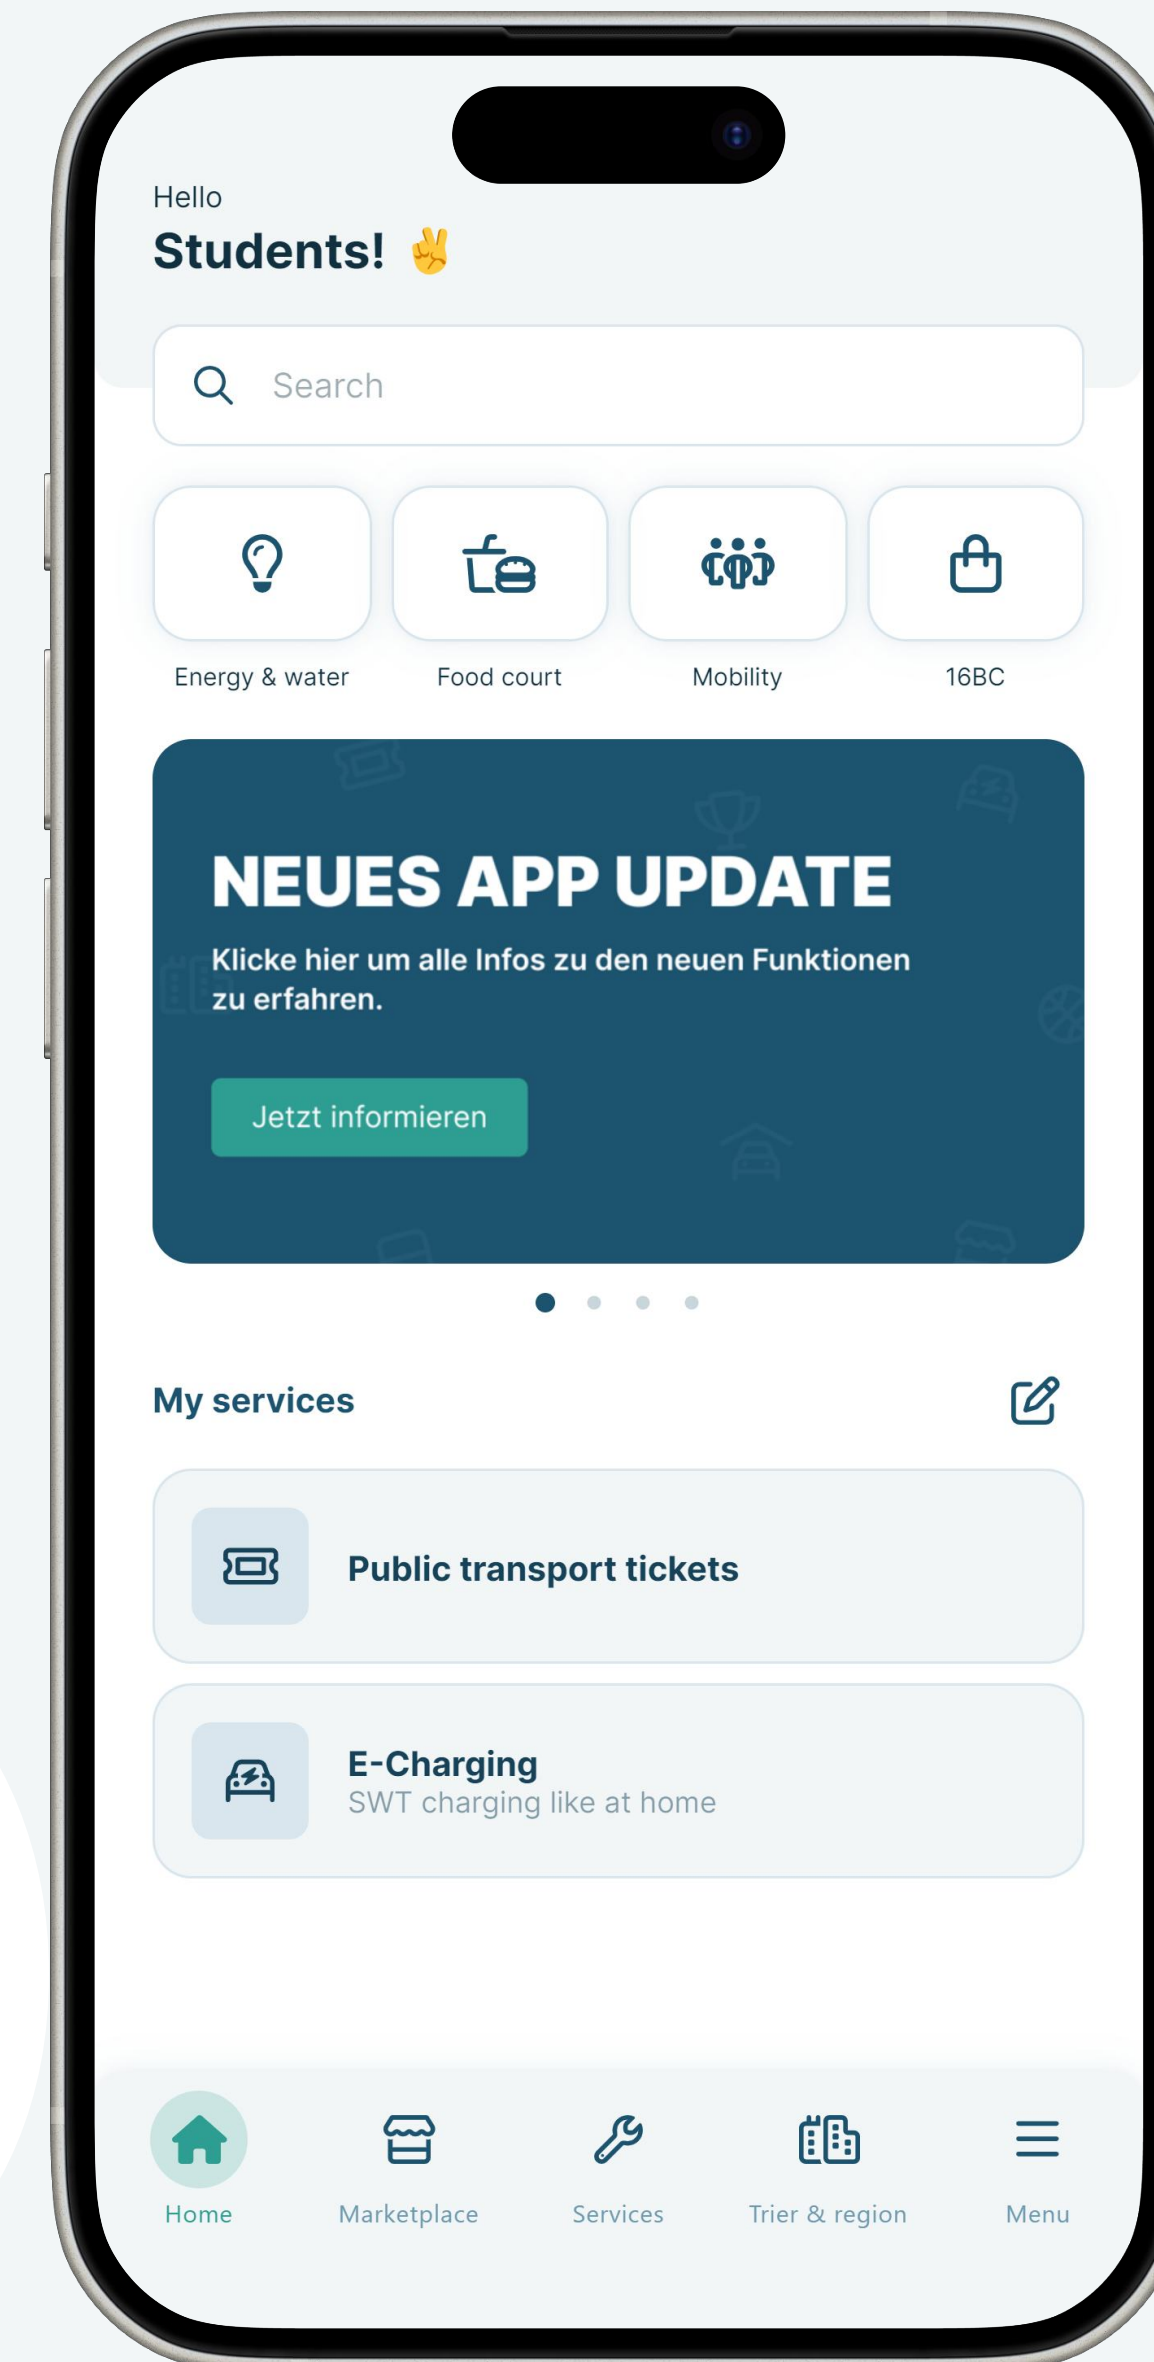 Hello
Students! ✌️
Search
Energy & water
Food court
Mobility
16BC
NEUES APP UPDATE
Klicke hier um alle Infos zu den neuen Funktionen
zu erfahren.
Jetzt informieren
My services
Public transport tickets
E-Charging
SWT charging like at home
Home
Marketplace
Services
Trier & region
Menu